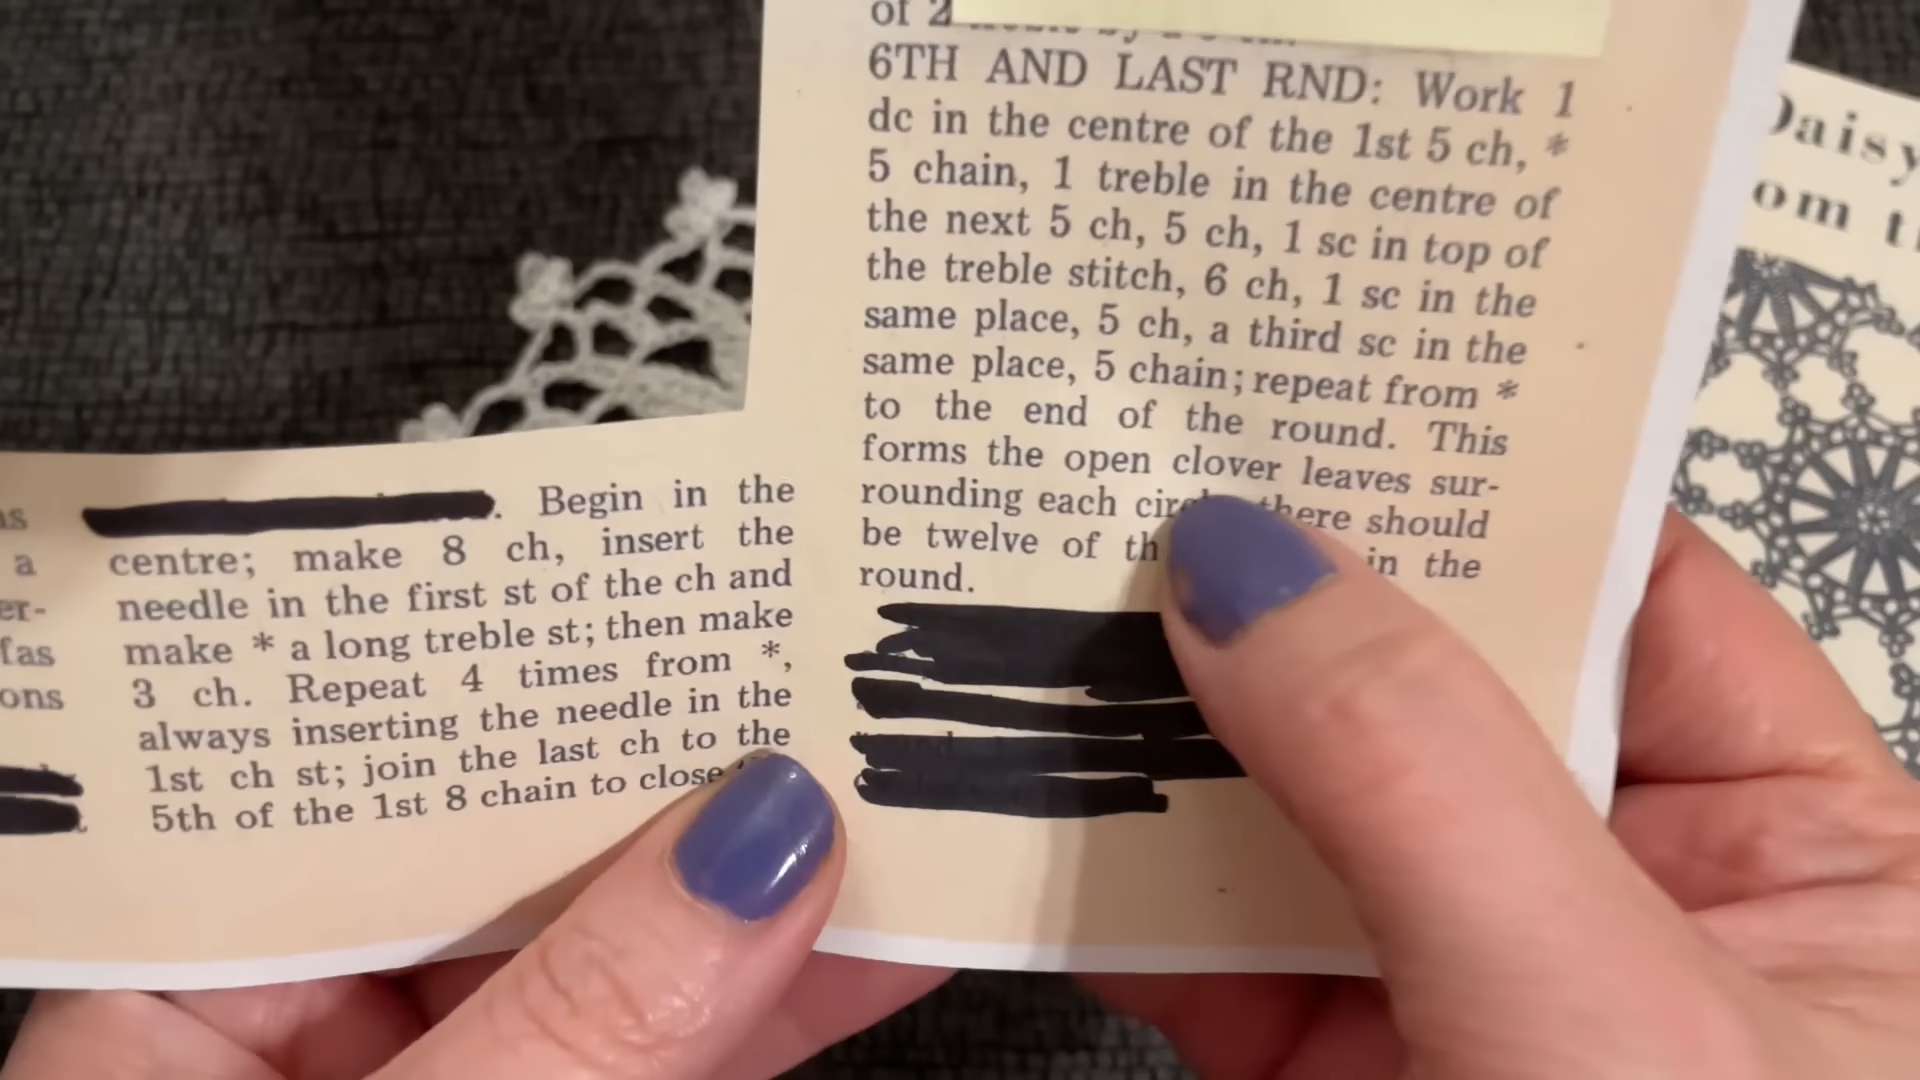 as
a
er-
fas
ons
. Begin in the
centre; make 8 ch, insert the
needle in the first st of the ch and
make * a long treble st; then make
3 ch. Repeat 4 times from *,
always inserting the needle in the
1st ch st; join the last ch to the
5th of the 1st 8 chain to close
of 2
6TH AND LAST RND: Work 1
dc in the centre of the 1st 5 ch, *
5 chain, 1 treble in the centre of
the next 5 ch, 5 ch, 1 sc in top of
the treble stitch, 6 ch, 1 sc in the
same place, 5 ch, a third sc in the
same place, 5 chain; repeat from *
to the end of the round. This
forms the open clover leaves sur-
rounding each there should
be twelve of in the
round.
Daisy
om t